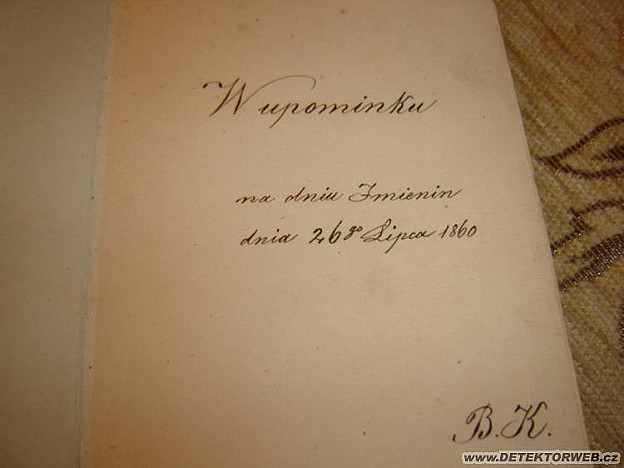 W upominku
na dniu Imienin
dnia 26go Lipca 1860
B. K.
www.DETEKTORWEB.cz